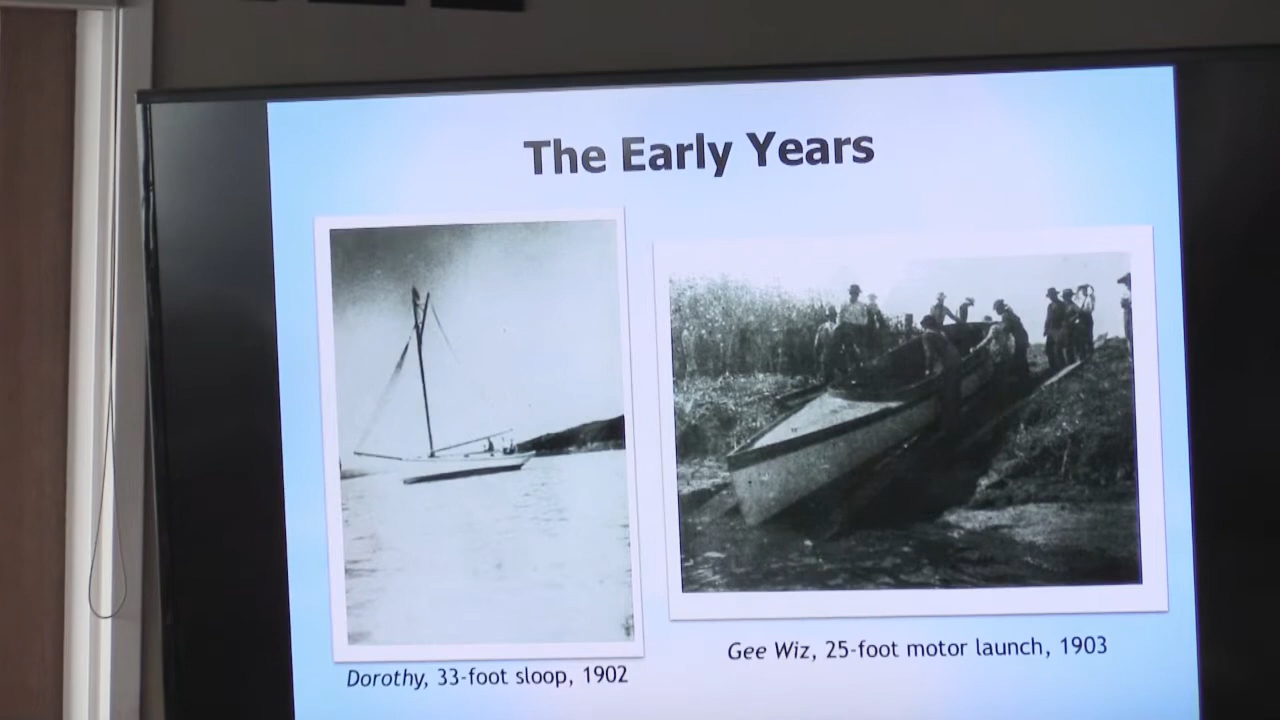 The Early Years
Dorothy, 33-foot sloop, 1902
Gee Wiz, 25-foot motor launch, 1903